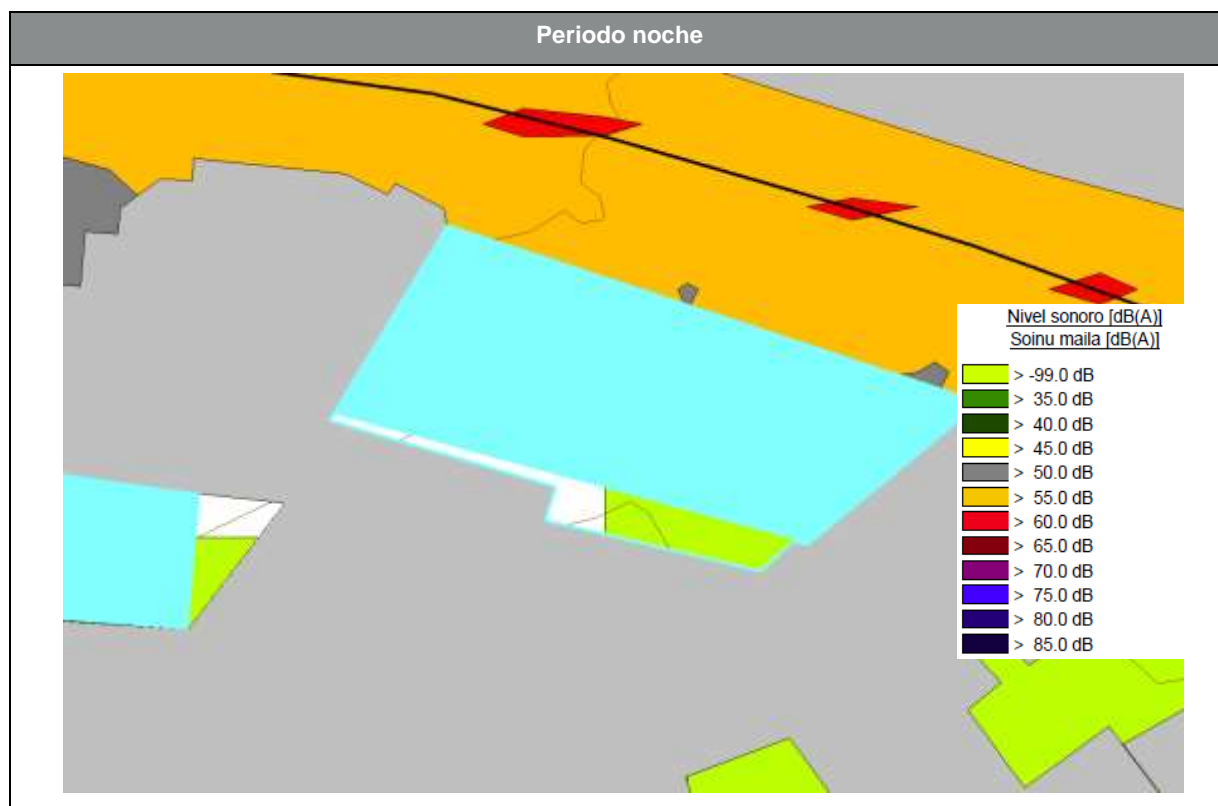 Periodo noche
Nivel sonoro [dB(A)]
Soinu maila [dB(A)]
> -99.0 dB
> 35.0 dB
> 40.0 dB
> 45.0 dB
> 50.0 dB
> 55.0 dB
> 60.0 dB
> 65.0 dB
> 70.0 dB
> 75.0 dB
> 80.0 dB
> 85.0 dB